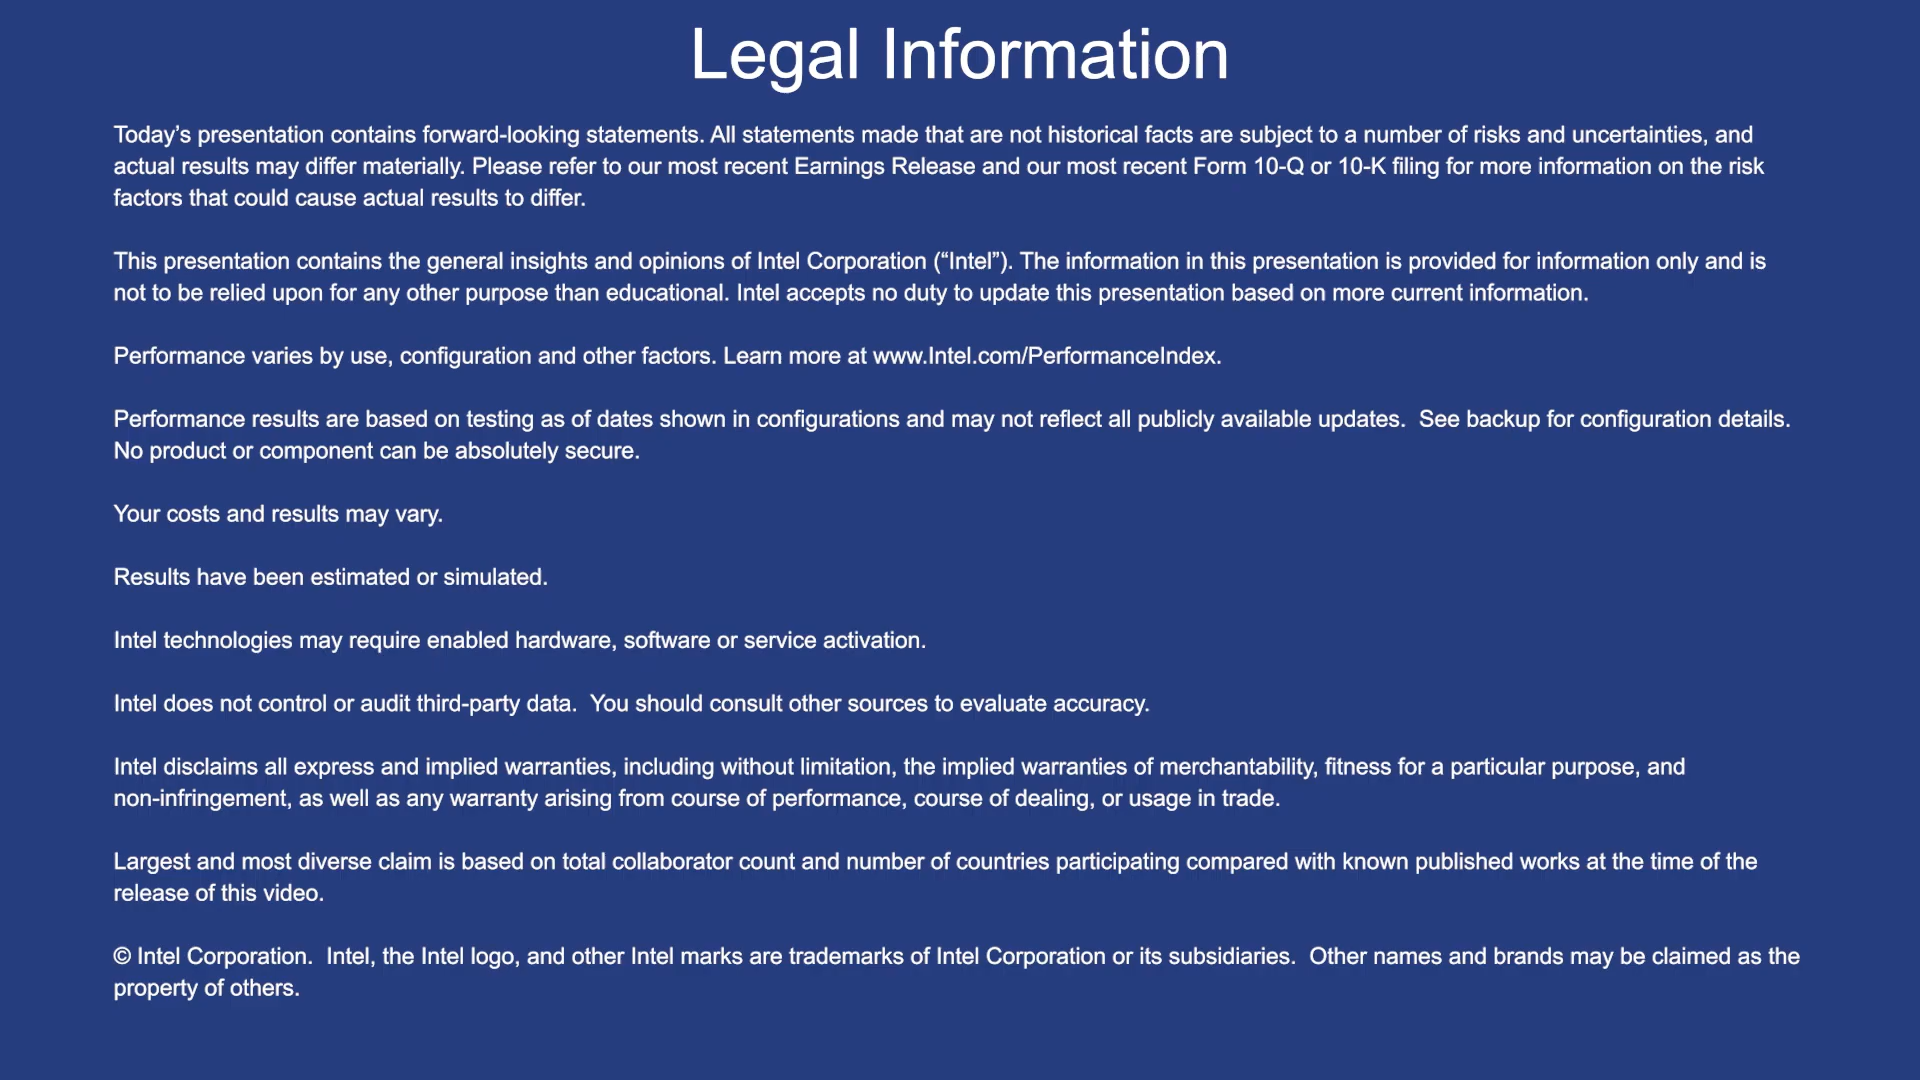 Legal Information
Today’s presentation contains forward-looking statements. All statements made that are not historical facts are subject to a number of risks and uncertainties, and
actual results may differ materially. Please refer to our most recent Earnings Release and our most recent Form 10-Q or 10-K filing for more information on the risk
factors that could cause actual results to differ.
This presentation contains the general insights and opinions of Intel Corporation (“Intel”). The information in this presentation is provided for information only and is
not to be relied upon for any other purpose than educational. Intel accepts no duty to update this presentation based on more current information.
Performance varies by use, configuration and other factors. Learn more at www.Intel.com/PerformanceIndex.
Performance results are based on testing as of dates shown in configurations and may not reflect all publicly available updates.  See backup for configuration details.
No product or component can be absolutely secure.
Your costs and results may vary.
Results have been estimated or simulated.
Intel technologies may require enabled hardware, software or service activation.
Intel does not control or audit third-party data.  You should consult other sources to evaluate accuracy.
Intel disclaims all express and implied warranties, including without limitation, the implied warranties of merchantability, fitness for a particular purpose, and
non-infringement, as well as any warranty arising from course of performance, course of dealing, or usage in trade.
Largest and most diverse claim is based on total collaborator count and number of countries participating compared with known published works at the time of the
release of this video.
© Intel Corporation.  Intel, the Intel logo, and other Intel marks are trademarks of Intel Corporation or its subsidiaries.  Other names and brands may be claimed as the
property of others.